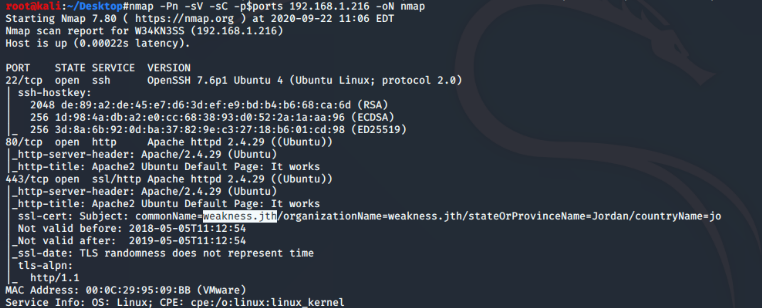 root@kali:~/Desktop#nmap -Pn -sV -sC -p$ports 192.168.1.216 -oN nmap
Starting Nmap 7.80 ( https://nmap.org ) at 2020-09-22 11:06 EDT
Nmap scan report for W34KN3SS (192.168.1.216)
Host is up (0.00022s latency).

PORT    STATE SERVICE  VERSION
22/tcp  open  ssh      OpenSSH 7.6p1 Ubuntu 4 (Ubuntu Linux; protocol 2.0)
| ssh-hostkey:
|   2048 de:89:a2:de:45:e7:d6:3d:ef:e9:bd:b4:b6:68:ca:6d (RSA)
|   256 1d:98:4a:db:a2:e0:cc:68:38:93:d0:52:2a:1a:aa:96 (ECDSA)
|_  256 3d:8a:6b:92:0d:ba:37:82:9e:c3:27:18:b6:01:cd:98 (ED25519)
80/tcp  open  http     Apache httpd 2.4.29 ((Ubuntu))
|_http-server-header: Apache/2.4.29 (Ubuntu)
|_http-title: Apache2 Ubuntu Default Page: It works
443/tcp open  ssl/http Apache httpd 2.4.29 ((Ubuntu))
|_http-server-header: Apache/2.4.29 (Ubuntu)
|_http-title: Apache2 Ubuntu Default Page: It works
| ssl-cert: Subject: commonName=weakness.jth/organizationName=weakness.jth/stateOrProvinceName=Jordan/countryName=jo
| Not valid before: 2018-05-05T11:12:54
|_Not valid after:  2019-05-05T11:12:54
|_ssl-date: TLS randomness does not represent time
| tls-alpn:
|_  http/1.1
MAC Address: 00:0C:29:95:0B:89 (VMware)
Service Info: OS: Linux; CPE: cpe:/o:linux:linux_kernel